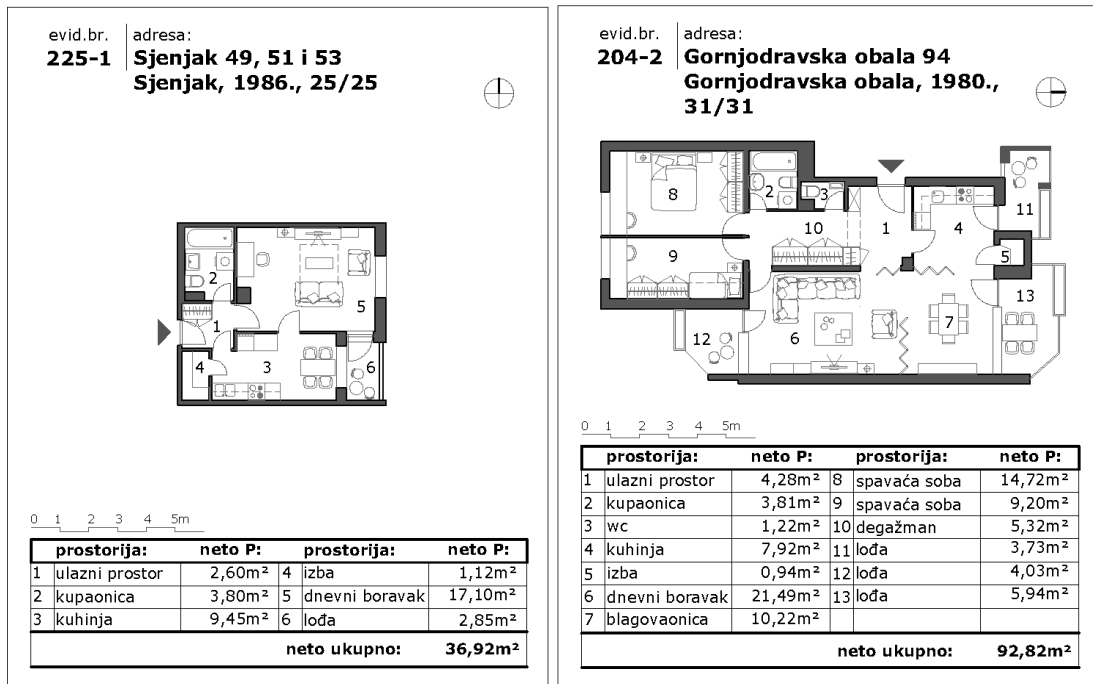 evid.br. adresa:
225-1 Sjenjak 49, 51 i 53
Sjenjak, 1986., 25/25
2
5
1
3
4
6
0 1 2 3 4 5m
prostorija: neto P: prostorija: neto P:
1 ulazni prostor 2,60m² 4 izba 1,12m²
2 kupaonica 3,80m² 5 dnevni boravak 17,10m²
3 kuhinja 9,45m² 6 lođa 2,85m²
neto ukupno: 36,92m²
evid.br. adresa:
204-2 Gornjodravska obala 94
Gornjodravska obala, 1980.,
31/31
8 2 3
11
10 1 4
9 5
13
12 6 7
0 1 2 3 4 5m
prostorija: neto P: prostorija: neto P:
1 ulazni prostor 4,28m² 8 spavaća soba 14,72m²
2 kupaonica 3,81m² 9 spavaća soba 9,20m²
3 wc 1,22m² 10 degažman 5,32m²
4 kuhinja 7,92m² 11 lođa 3,73m²
5 izba 0,94m² 12 lođa 4,03m²
6 dnevni boravak 21,49m² 13 lođa 5,94m²
7 blagovaonica 10,22m²
neto ukupno: 92,82m²